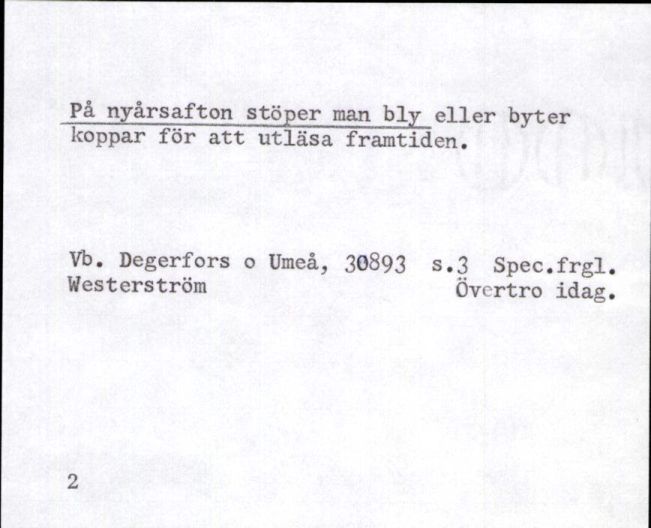 På nyårsafton stöper man bly eller byter
koppar för att utläsa framtiden.
Vb. Degerfors o Umeå, 30893 s.3 Spec.frgl.
Westerström Övertro idag.
2